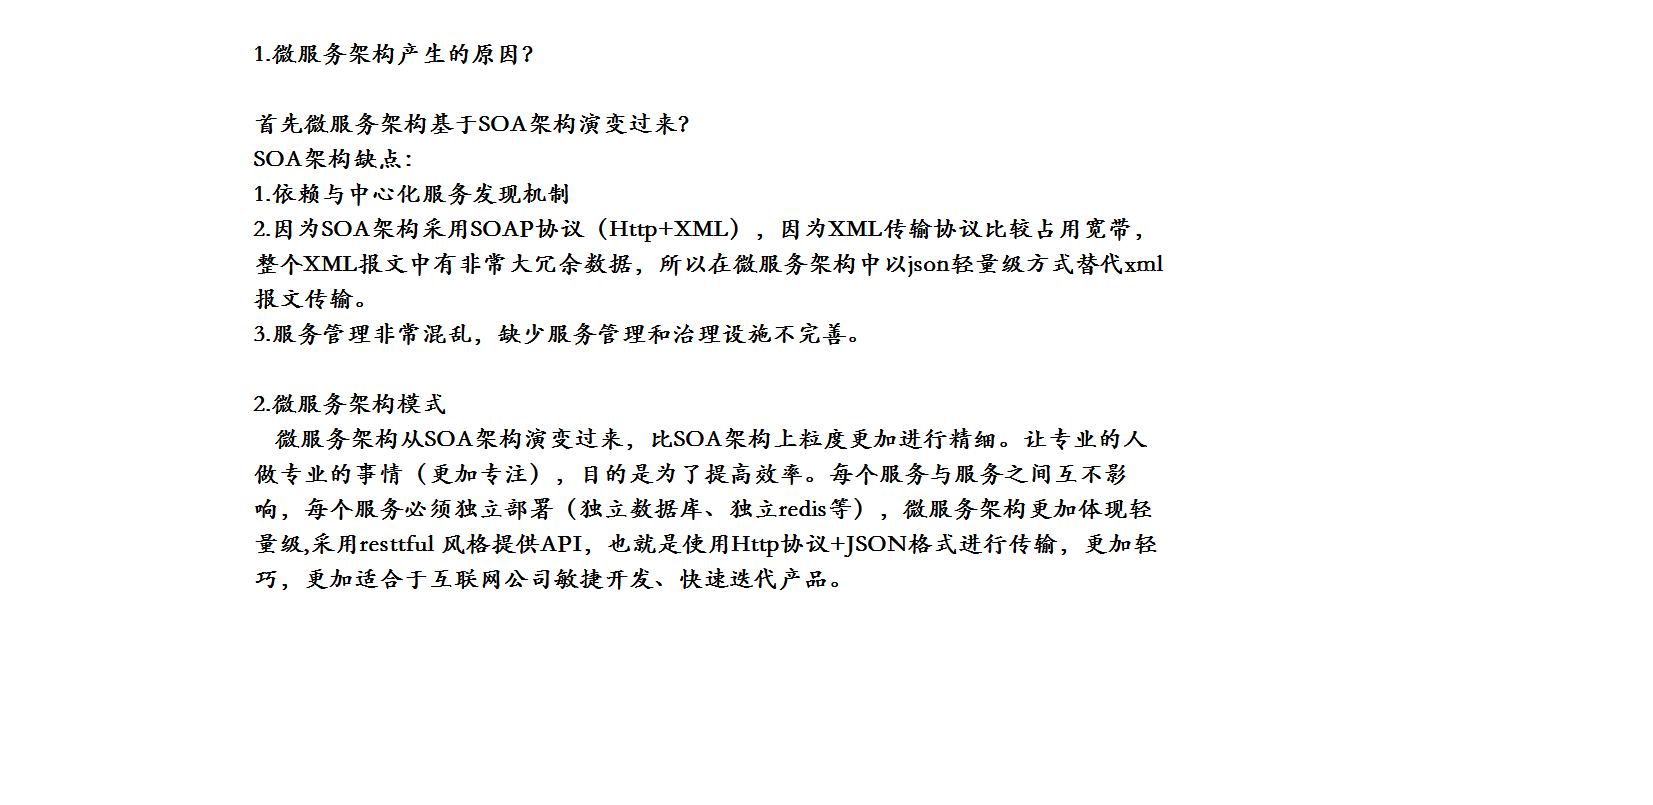 1.微服务架构产生的原因?
首先微服务架构基于SOA架构演变过来?
SOA架构缺点：
1.依赖与中心化服务发现机制
2.因为SOA架构采用SOAP协议（Http+XML），因为XML传输协议比较占用宽带，
整个XML报文中有非常大冗余数据，所以在微服务架构中以json轻量级方式替代xml
报文传输。
3.服务管理非常混乱，缺少服务管理和治理设施不完善。
2.微服务架构模式
微服务架构从SOA架构演变过来，比SOA架构上粒度更加进行精细。让专业的人
做专业的事情（更加专注），目的是为了提高效率。每个服务与服务之间互不影
响，每个服务必须独立部署（独立数据库、独立redis等），微服务架构更加体现轻
量级,采用resttful 风格提供API，也就是使用Http协议+JSON格式进行传输，更加轻
巧，更加适合于互联网公司敏捷开发、快速迭代产品。